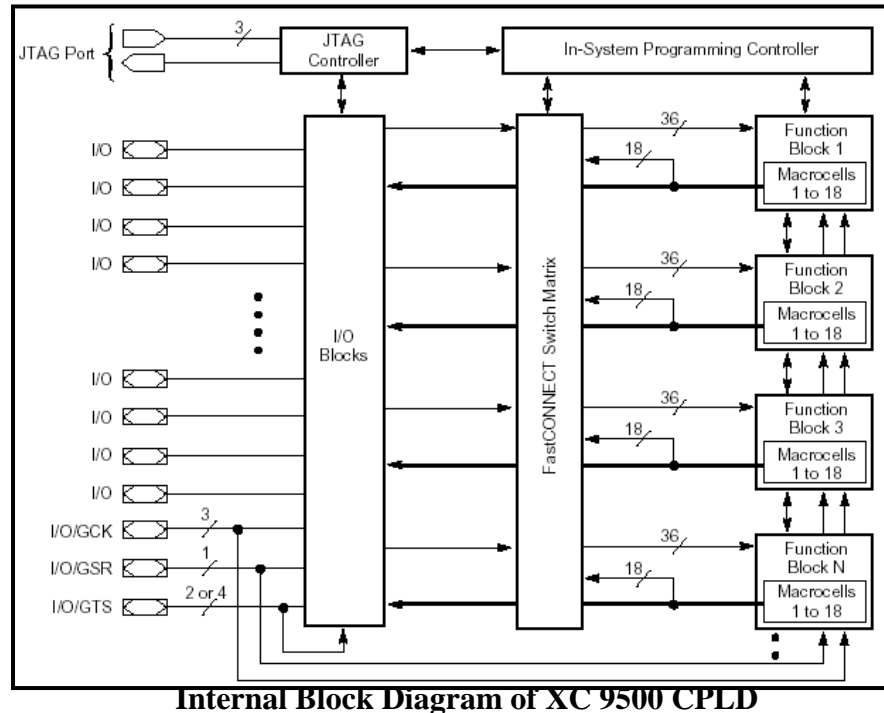 JTAG Port
3
JTAG
Controller
In-System Programming Controller
I/O
I/O
I/O
I/O
I/O
I/O
I/O
I/O
I/O/GCK
3
I/O/GSR
1
I/O/GTS
2 or 4
I/O
Blocks
FastCONNECT Switch Matrix
36
18
Function
Block 1
Macrocells
1 to 18
36
18
Function
Block 2
Macrocells
1 to 18
36
18
Function
Block 3
Macrocells
1 to 18
36
18
Function
Block N
Macrocells
1 to 18
Internal Block Diagram of XC 9500 CPLD